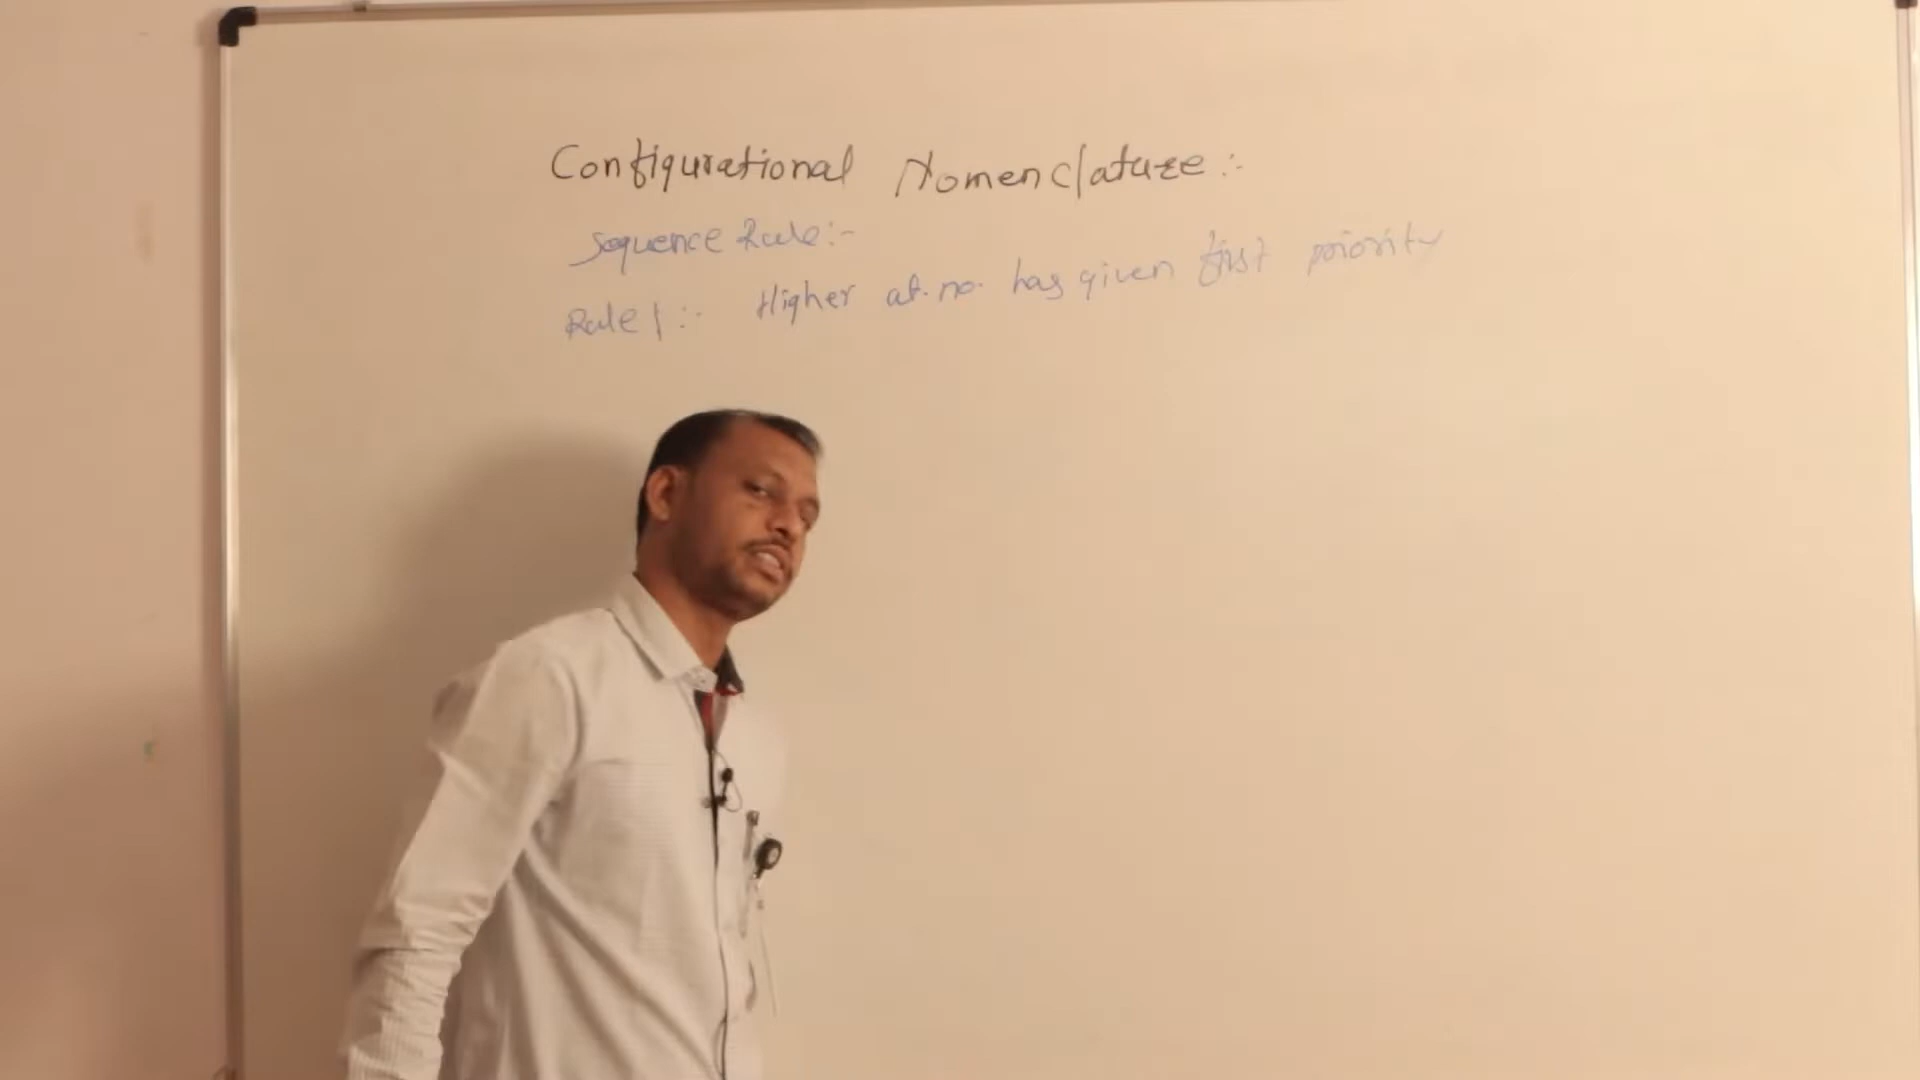 Configurational Nomenclature :-
Sequence Rule :-
Rule 1 :- Higher at. no. has given first priority